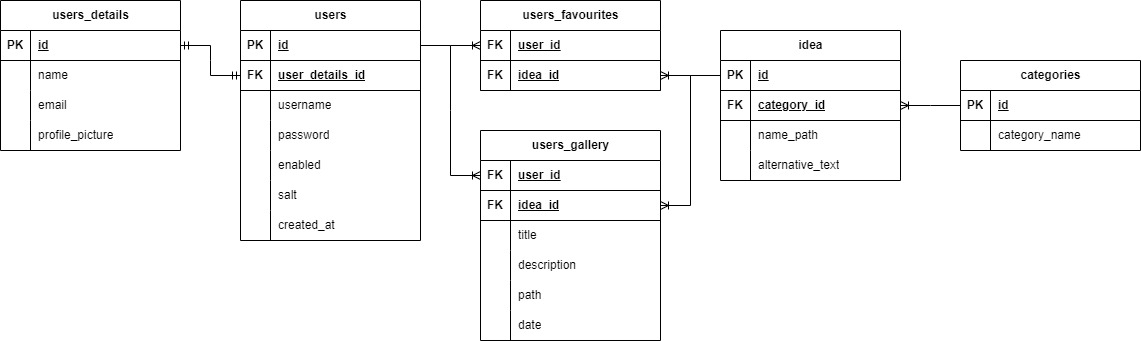 users_details
PK id
name
email
profile_picture
users
PK id
FK user_details_id
username
password
enabled
salt
created_at
users_favourites
FK user_id
FK idea_id
users_gallery
FK user_id
FK idea_id
title
description
path
date
idea
PK id
FK category_id
name_path
alternative_text
categories
PK id
category_name